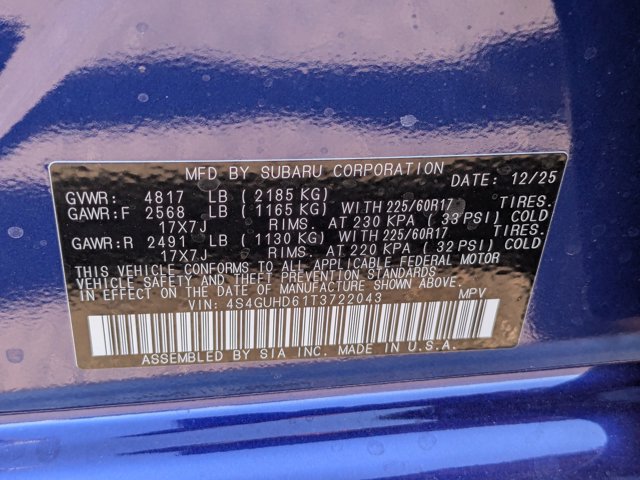 MFD BY SUBARU CORPORATION
DATE: 12/25
GVWR: 4817 LB (2185 KG)
GAWR:F 2568 LB (1165 KG) WITH 225/60R17
17X7J RIMS. AT 230 KPA (33 PSI) COLD
GAWR:R 2491 LB (1130 KG) WITH 225/60R17
17X7J RIMS. AT 220 KPA (32 PSI) COLD
THIS VEHICLE CONFORMS TO ALL APPLICABLE FEDERAL MOTOR
VEHICLE SAFETY AND THEFT PREVENTION STANDARDS
IN EFFECT ON THE DATE OF MANUFACTURE SHOWN ABOVE.
VIN: 4S4GUHD61T3722043 MPV
ASSEMBLED BY SIA INC. MADE IN U.S.A.